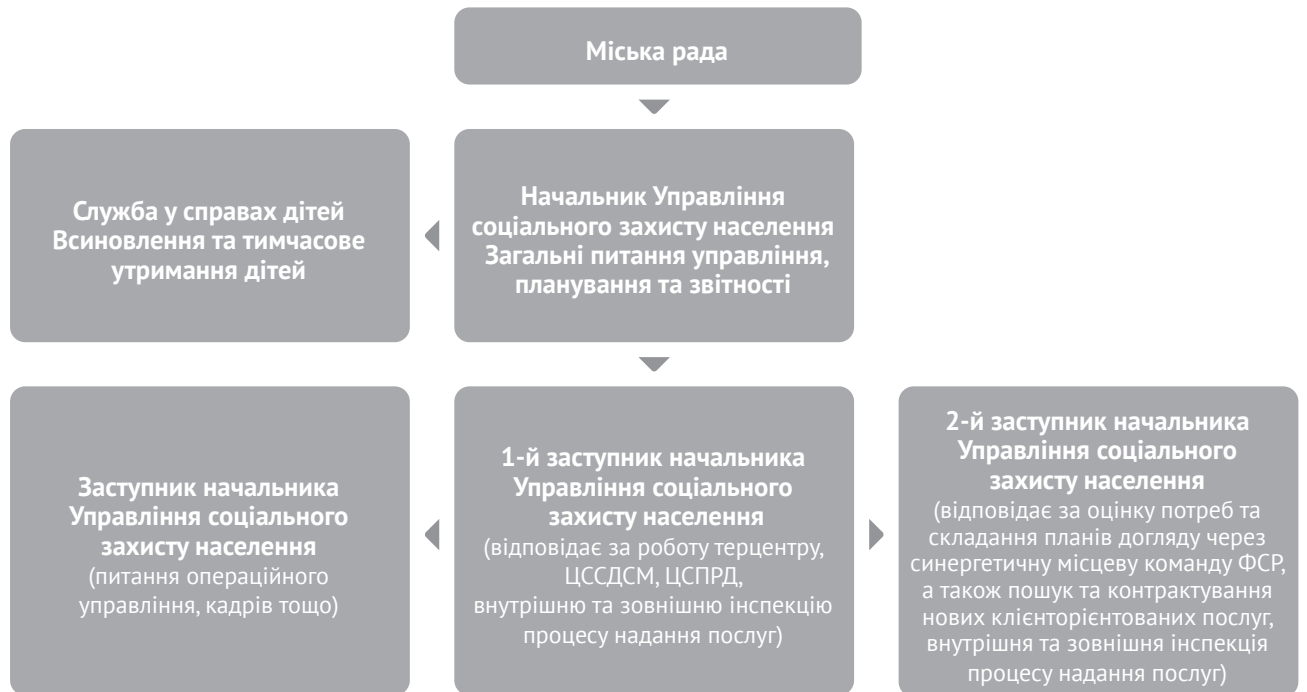 Міська рада
Служба у справах дітей
Всиновлення та тимчасове
утримання дітей
Начальник Управління
соціального захисту населення
Загальні питання управління,
планування та звітності
Заступник начальника
Управління соціального
захисту населення
(питання операційного
управління, кадрів тощо)
1-й заступник начальника
Управління соціального
захисту населення
(відповідає за роботу терцентру,
ЦССДСМ, ЦСПРД,
внутрішню та зовнішню інспекцію
процесу надання послуг)
2-й заступник начальника
Управління соціального
захисту населення
(відповідає за оцінку потреб та
складання планів догляду через
синергетичну місцеву команду ФСР,
а також пошук та контрактування
нових клієнторієнтованих послуг,
внутрішня та зовнішня інспекція
процесу надання послуг)